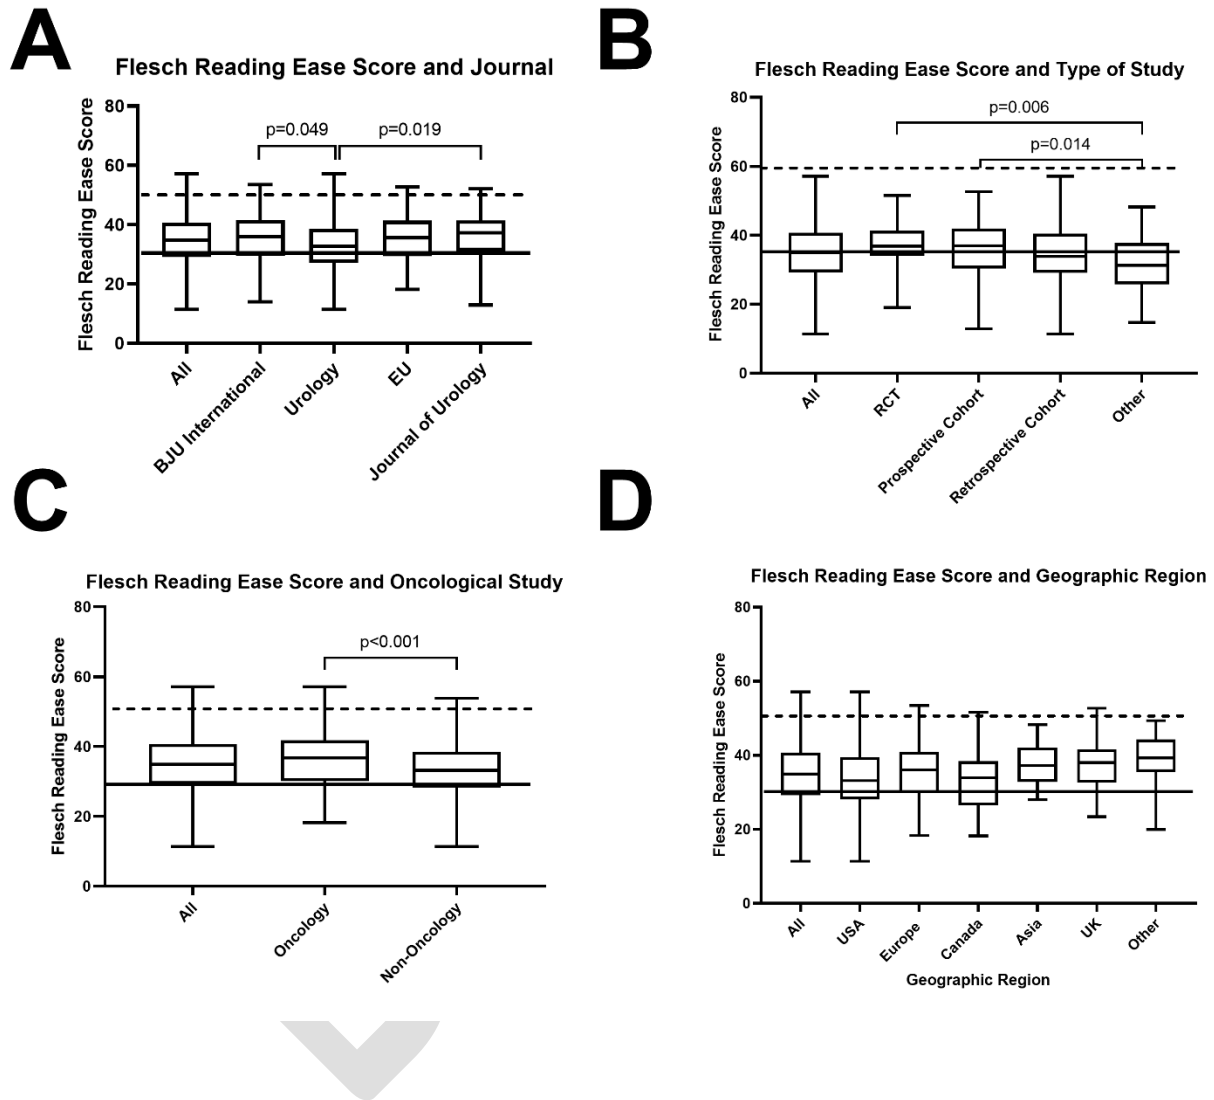 A
Flesch Reading Ease Score and Journal
Flesch Reading Ease Score
80
60
40
20
0
p=0.049
p=0.019
All
BJU International
Urology
EU
Journal of Urology
B
Flesch Reading Ease Score and Type of Study
Flesch Reading Ease Score
80
60
40
20
0
p=0.006
p=0.014
All
RCT
Prospective Cohort
Retrospective Cohort
Other
C
Flesch Reading Ease Score and Oncological Study
Flesch Reading Ease Score
80
60
40
20
0
p<0.001
All
Oncology
Non-Oncology
D
Flesch Reading Ease Score and Geographic Region
Flesch Reading Ease Score
80
60
40
20
0
All
USA
Europe
Canada
Asia
UK
Other
Geographic Region